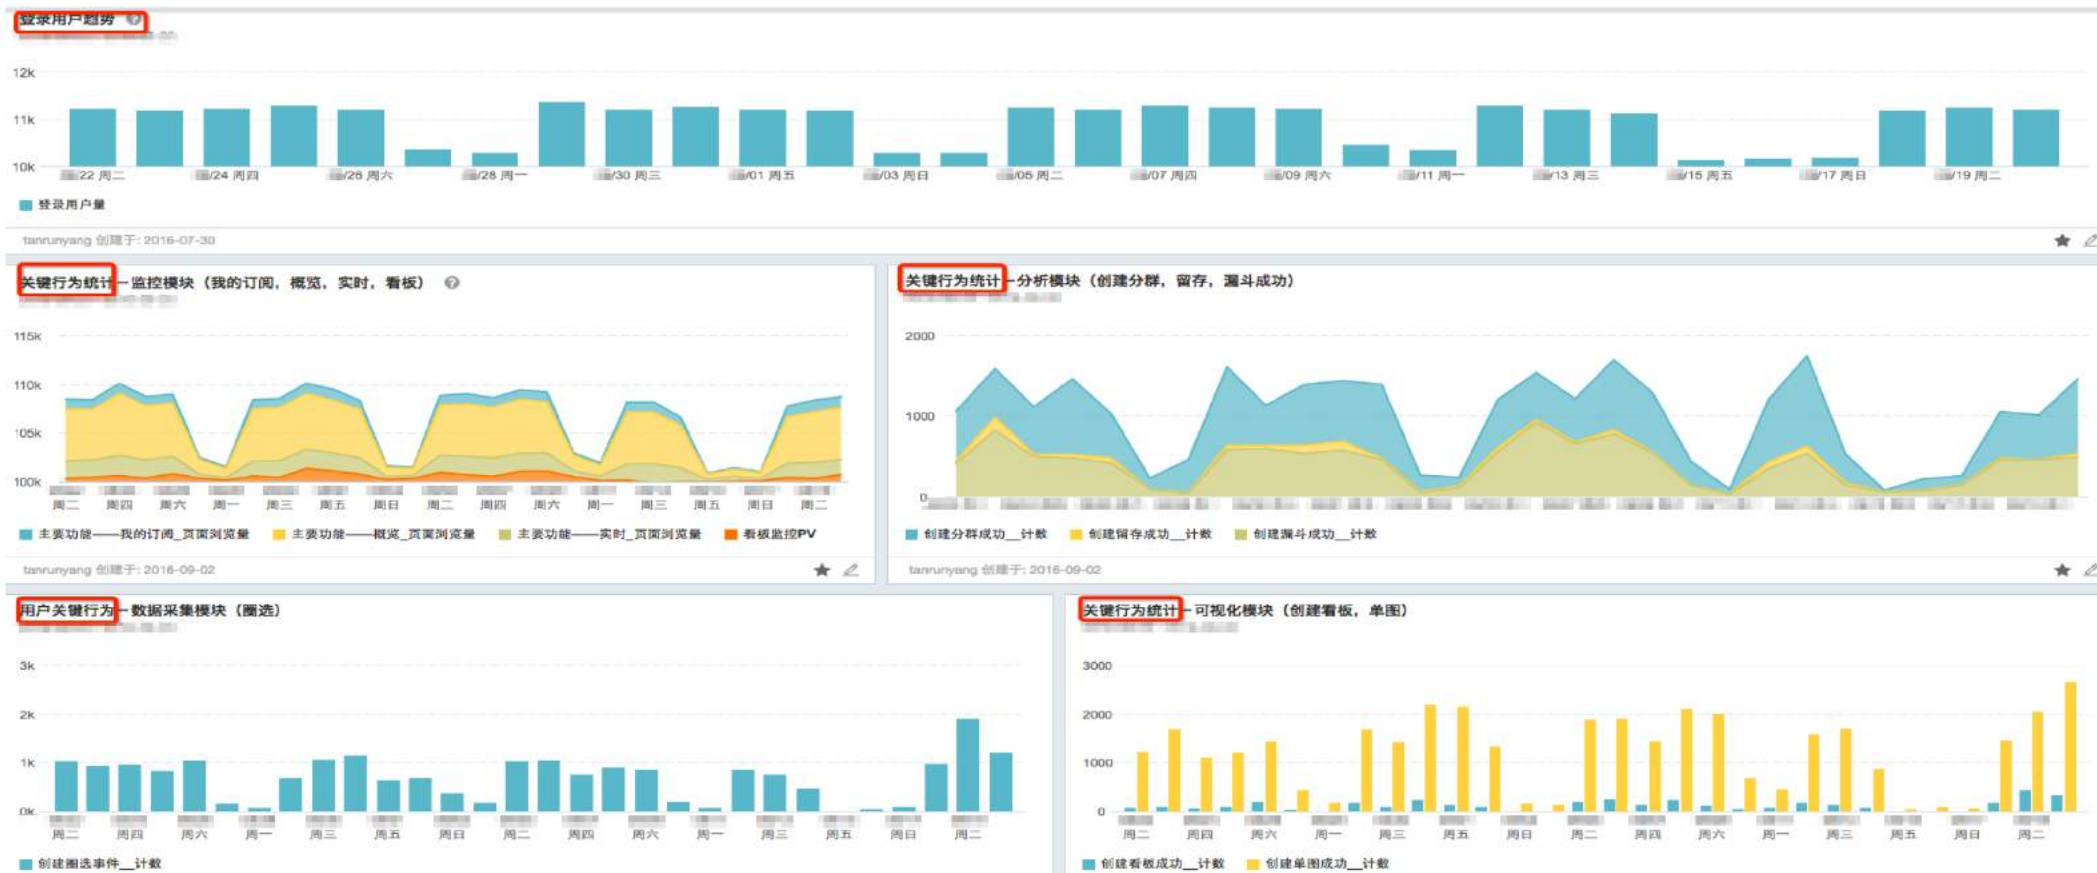 登录用户趋势 ?
12k
11k
10k
/22 周二 /24 周四 /26 周六 /28 周一 /30 周三 /01 周五 /03 周日 /05 周二 /07 周四 /09 周六 /11 周一 /13 周三 /15 周五 /17 周日 /19 周二
登录用户量
tanrunyang 创建于: 2016-07-30
关键行为统计-监控模块（我的订阅，概览，实时，看板） ?
115k
110k
105k
100k
周二 周四 周六 周一 周三 周五 周日 周二 周四 周六 周一 周三 周五 周日 周二
主要功能——我的订阅_页面浏览量 主要功能——概览_页面浏览量 主要功能——实时_页面浏览量 看板监控PV
tanrunyang 创建于: 2016-09-02
关键行为统计-分析模块（创建分群，留存，漏斗成功）
2000
1000
0
创建分群成功__计数 创建留存成功__计数 创建漏斗成功__计数
tanrunyang 创建于: 2016-09-02
用户关键行为-数据采集模块（圈选）
3k
2k
1k
0k
周二 周四 周六 周一 周三 周五 周日 周二 周四 周六 周一 周三 周五 周日 周二
创建圈选事件__计数
关键行为统计-可视化模块（创建看板，单图）
3000
2000
1000
0
周二 周四 周六 周一 周三 周五 周日 周二 周四 周六 周一 周三 周五 周日 周二
创建看板成功__计数 创建单图成功__计数